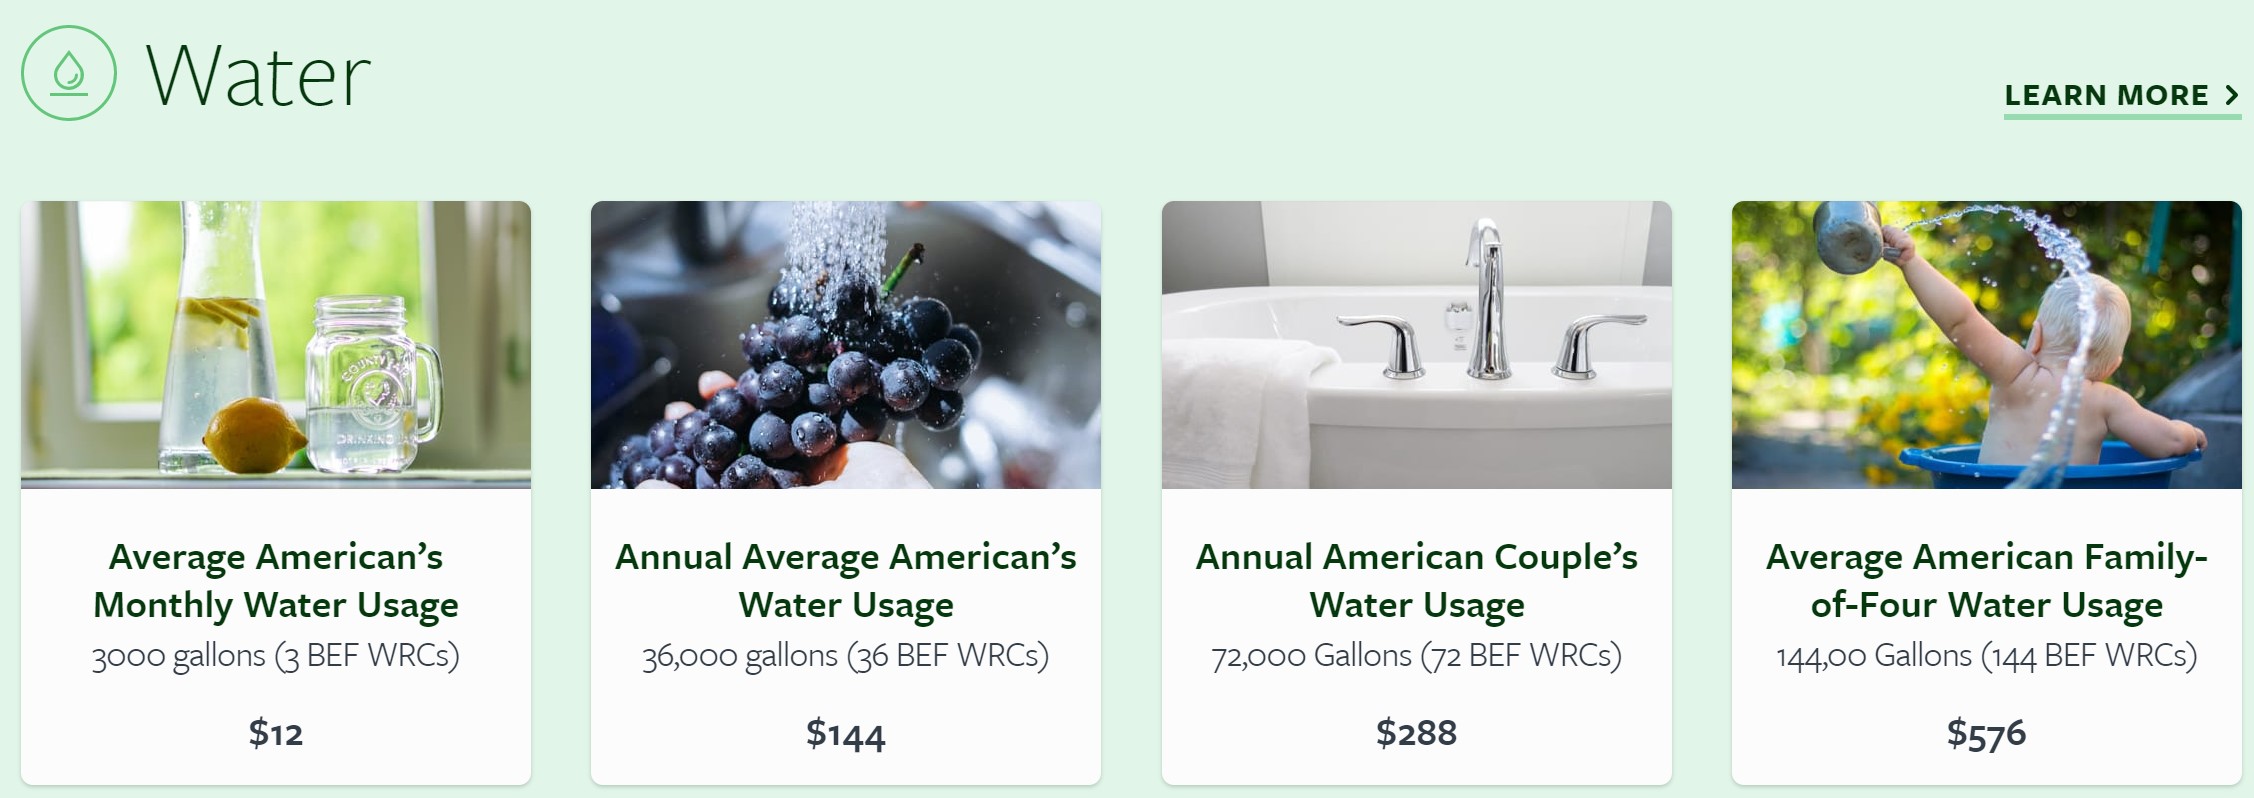 Water
LEARN MORE
Average American's
Monthly Water Usage
3000 gallons (3 BEF WRCs)
$12
Annual Average American's
Water Usage
36,000 gallons (36 BEF WRCs)
$144
Annual American Couple's
Water Usage
72,000 Gallons (72 BEF WRCs)
$288
Average American Family-
of-Four Water Usage
144,00 Gallons (144 BEF WRCs)
$576